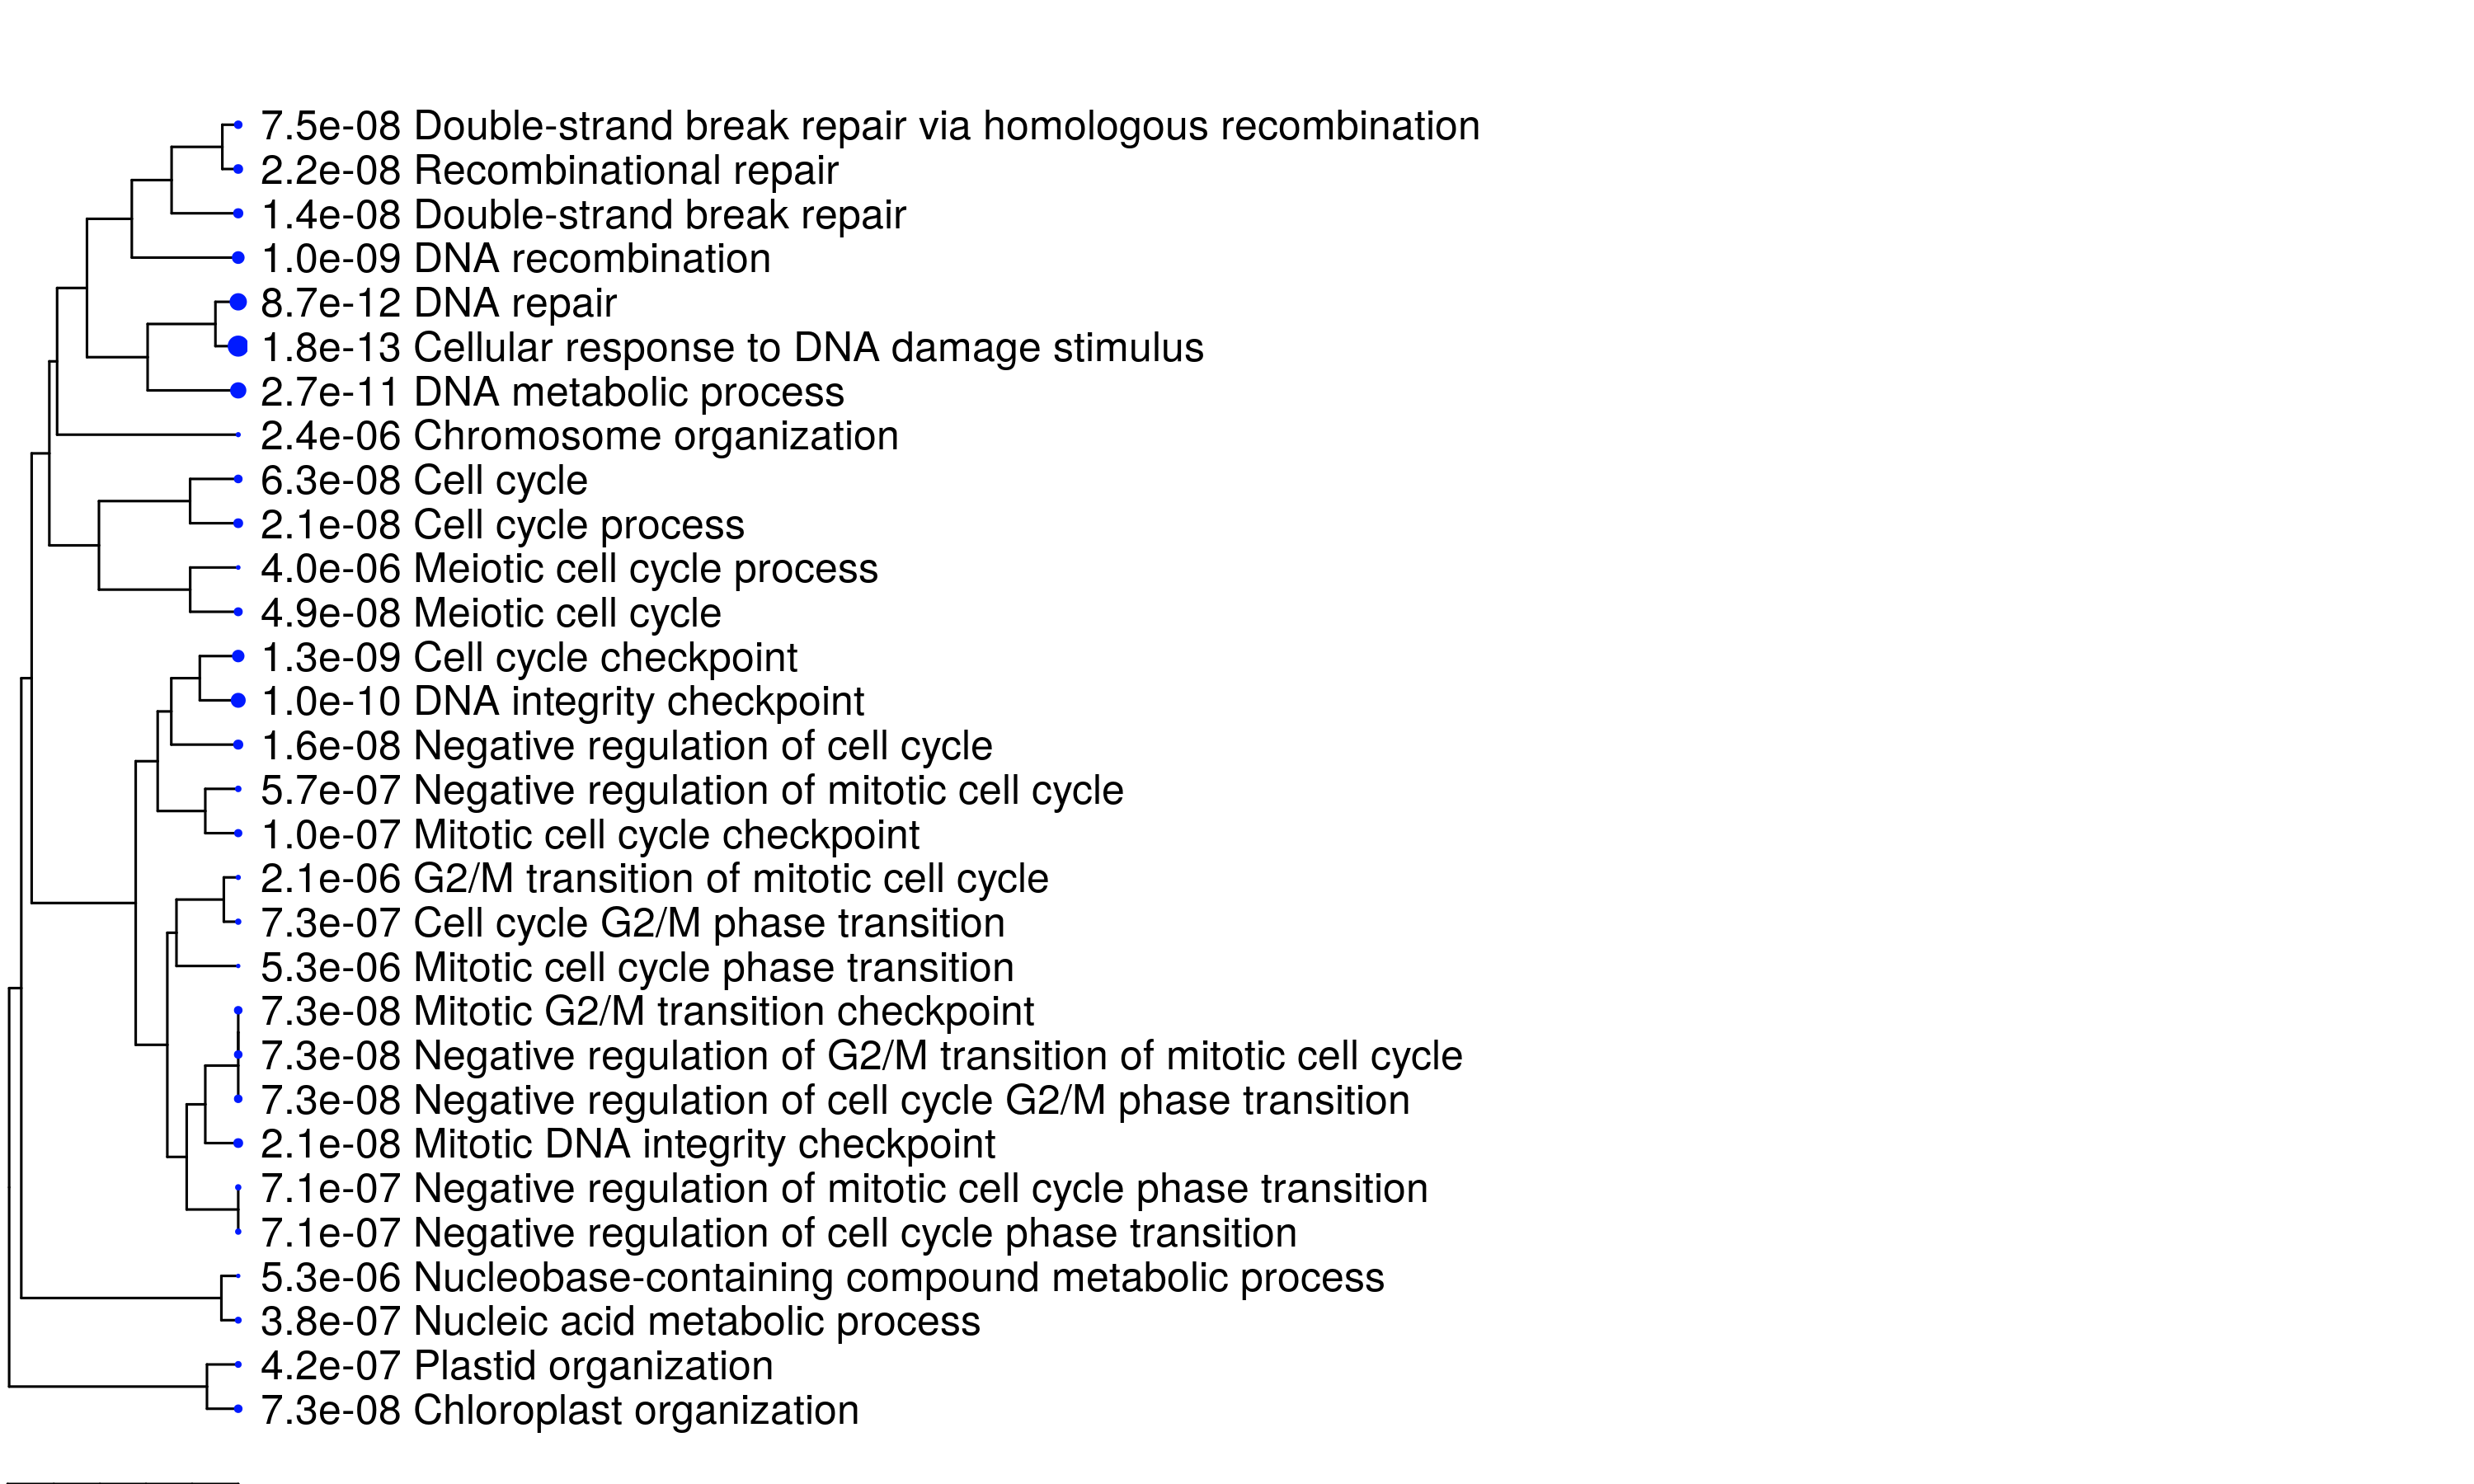 7.5e-08 Double-strand break repair via homologous recombination
2.2e-08 Recombinational repair
1.4e-08 Double-strand break repair
1.0e-09 DNA recombination
8.7e-12 DNA repair
1.8e-13 Cellular response to DNA damage stimulus
2.7e-11 DNA metabolic process
2.4e-06 Chromosome organization
6.3e-08 Cell cycle
2.1e-08 Cell cycle process
4.0e-06 Meiotic cell cycle process
4.9e-08 Meiotic cell cycle
1.3e-09 Cell cycle checkpoint
1.0e-10 DNA integrity checkpoint
1.6e-08 Negative regulation of cell cycle
5.7e-07 Negative regulation of mitotic cell cycle
1.0e-07 Mitotic cell cycle checkpoint
2.1e-06 G2/M transition of mitotic cell cycle
7.3e-07 Cell cycle G2/M phase transition
5.3e-06 Mitotic cell cycle phase transition
7.3e-08 Mitotic G2/M transition checkpoint
7.3e-08 Negative regulation of G2/M transition of mitotic cell cycle
7.3e-08 Negative regulation of cell cycle G2/M phase transition
2.1e-08 Mitotic DNA integrity checkpoint
7.1e-07 Negative regulation of mitotic cell cycle phase transition
7.1e-07 Negative regulation of cell cycle phase transition
5.3e-06 Nucleobase-containing compound metabolic process
3.8e-07 Nucleic acid metabolic process
4.2e-07 Plastid organization
7.3e-08 Chloroplast organization